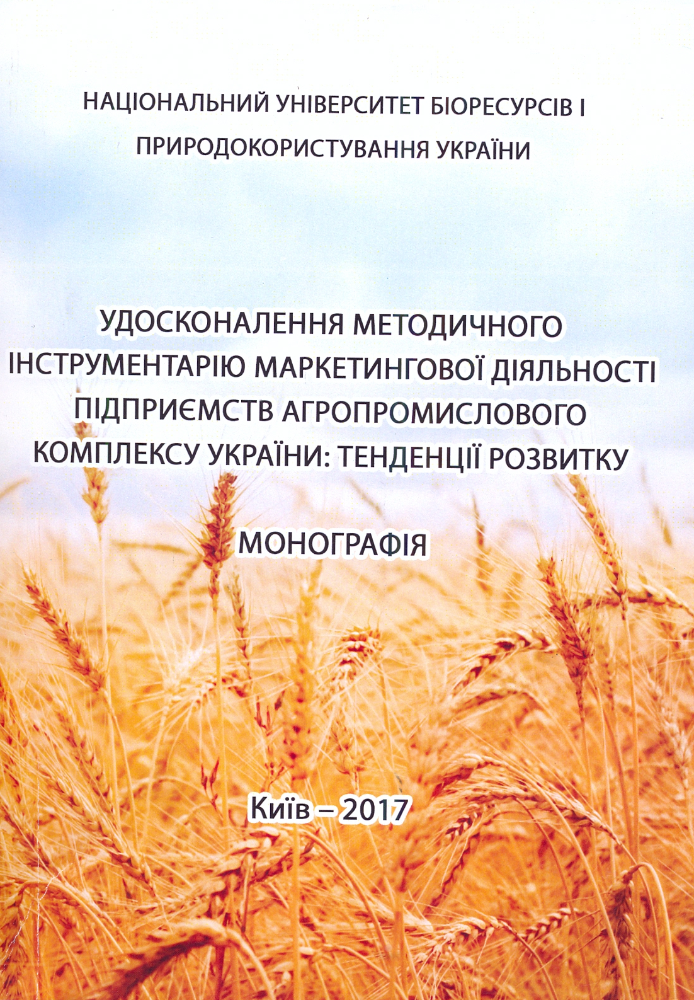 НАЦІОНАЛЬНИЙ УНІВЕРСИТЕТ БІОРЕСУРСІВ І
ПРИРОДОКОРИСТУВАННЯ УКРАЇНИ
УДОСКОНАЛЕННЯ МЕТОДИЧНОГО
ІНСТРУМЕНТАРІЮ МАРКЕТИНГОВОЇ ДІЯЛЬНОСТІ
ПІДПРИЄМСТВ АГРОПРОМИСЛОВОГО
КОМПЛЕКСУ УКРАЇНИ: ТЕНДЕНЦІЇ РОЗВИТКУ
МОНОГРАФІЯ
Київ – 2017